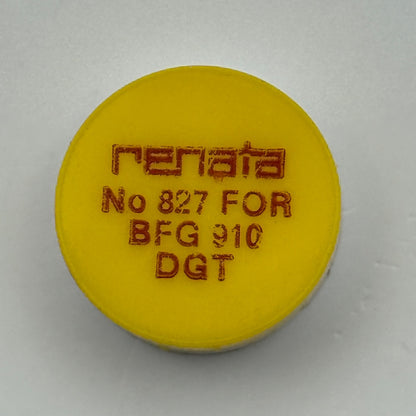 renata
No 827 FOR
BFG 910
DGT